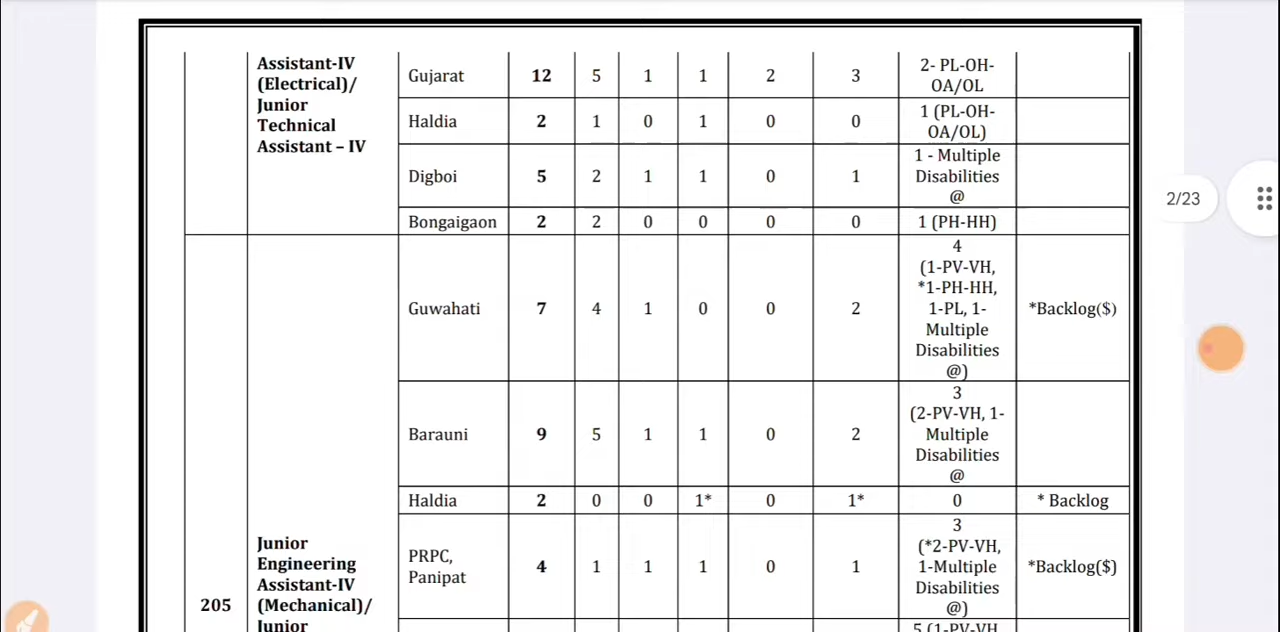 Assistant-IV
(Electrical)/
Junior
Technical
Assistant – IV
Gujarat 12 5 1 1 2 3 2- PL-OH-
OA/OL
Haldia 2 1 0 1 0 0 1 (PL-OH-
OA/OL)
Digboi 5 2 1 1 0 1 1 - Multiple
Disabilities
@
Bongaigaon 2 2 0 0 0 0 1 (PH-HH)
205
Junior
Engineering
Assistant-IV
(Mechanical)/
Junior
Guwahati 7 4 1 0 0 2 4
(1-PV-VH,
*1-PH-HH,
1-PL, 1-
Multiple
Disabilities
@) *Backlog($)
Barauni 9 5 1 1 0 2 3
(2-PV-VH, 1-
Multiple
Disabilities
@
Haldia 2 0 0 1* 0 1* 0 * Backlog
PRPC,
Panipat 4 1 1 1 0 1 3
(*2-PV-VH,
1-Multiple
Disabilities
@) *Backlog($)
5 (1-PV-VH
2/23